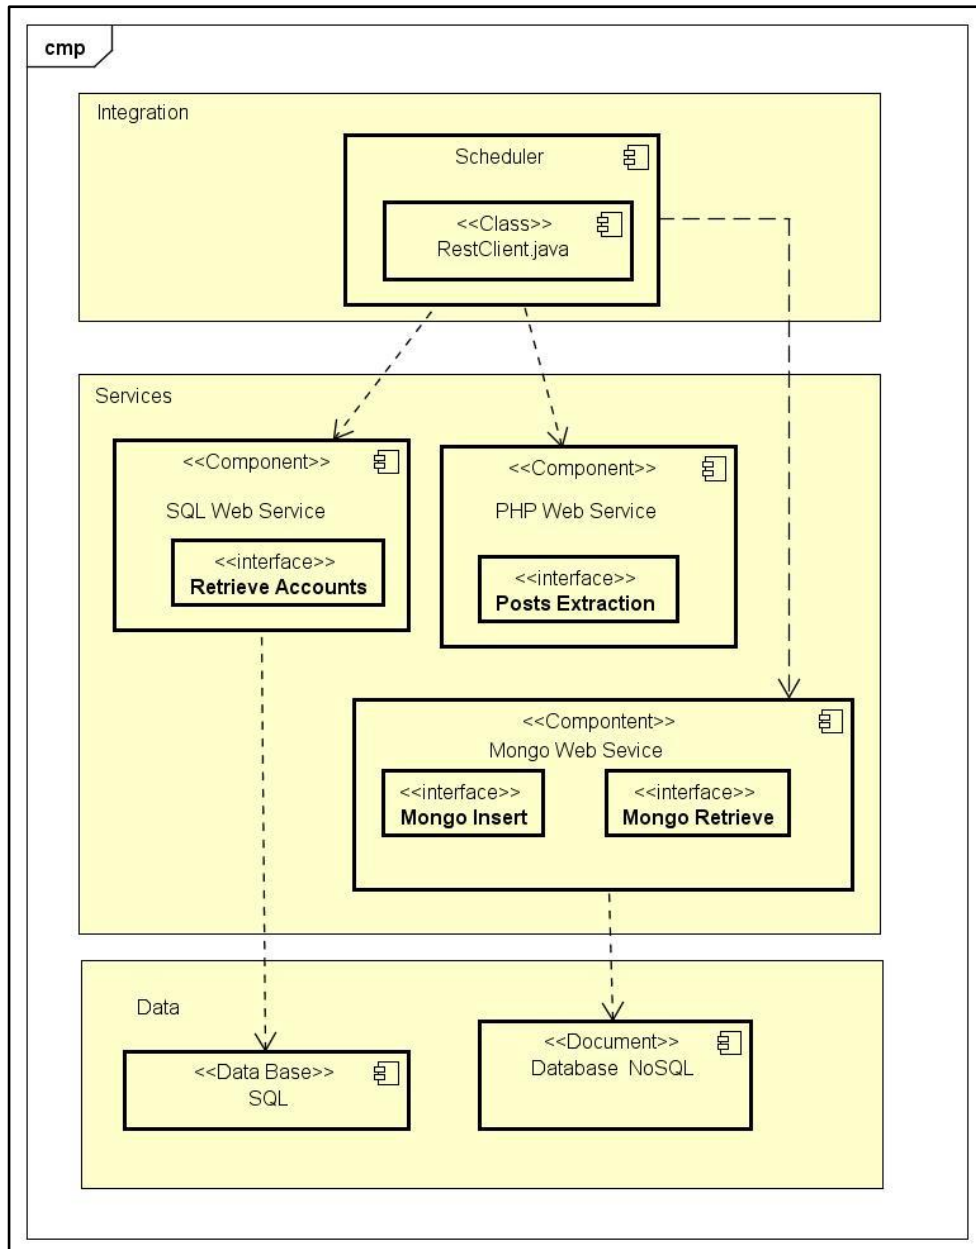 cmp
Integration
Scheduler
<<Class>>
RestClient.java
Services
<<Component>>
SQL Web Service
<<interface>>
Retrieve Accounts
<<Component>>
PHP Web Service
<<interface>>
Posts Extraction
<<Compontent>>
Mongo Web Sevice
<<interface>>
Mongo Insert
<<interface>>
Mongo Retrieve
Data
<<Data Base>>
SQL
<<Document>>
Database NoSQL